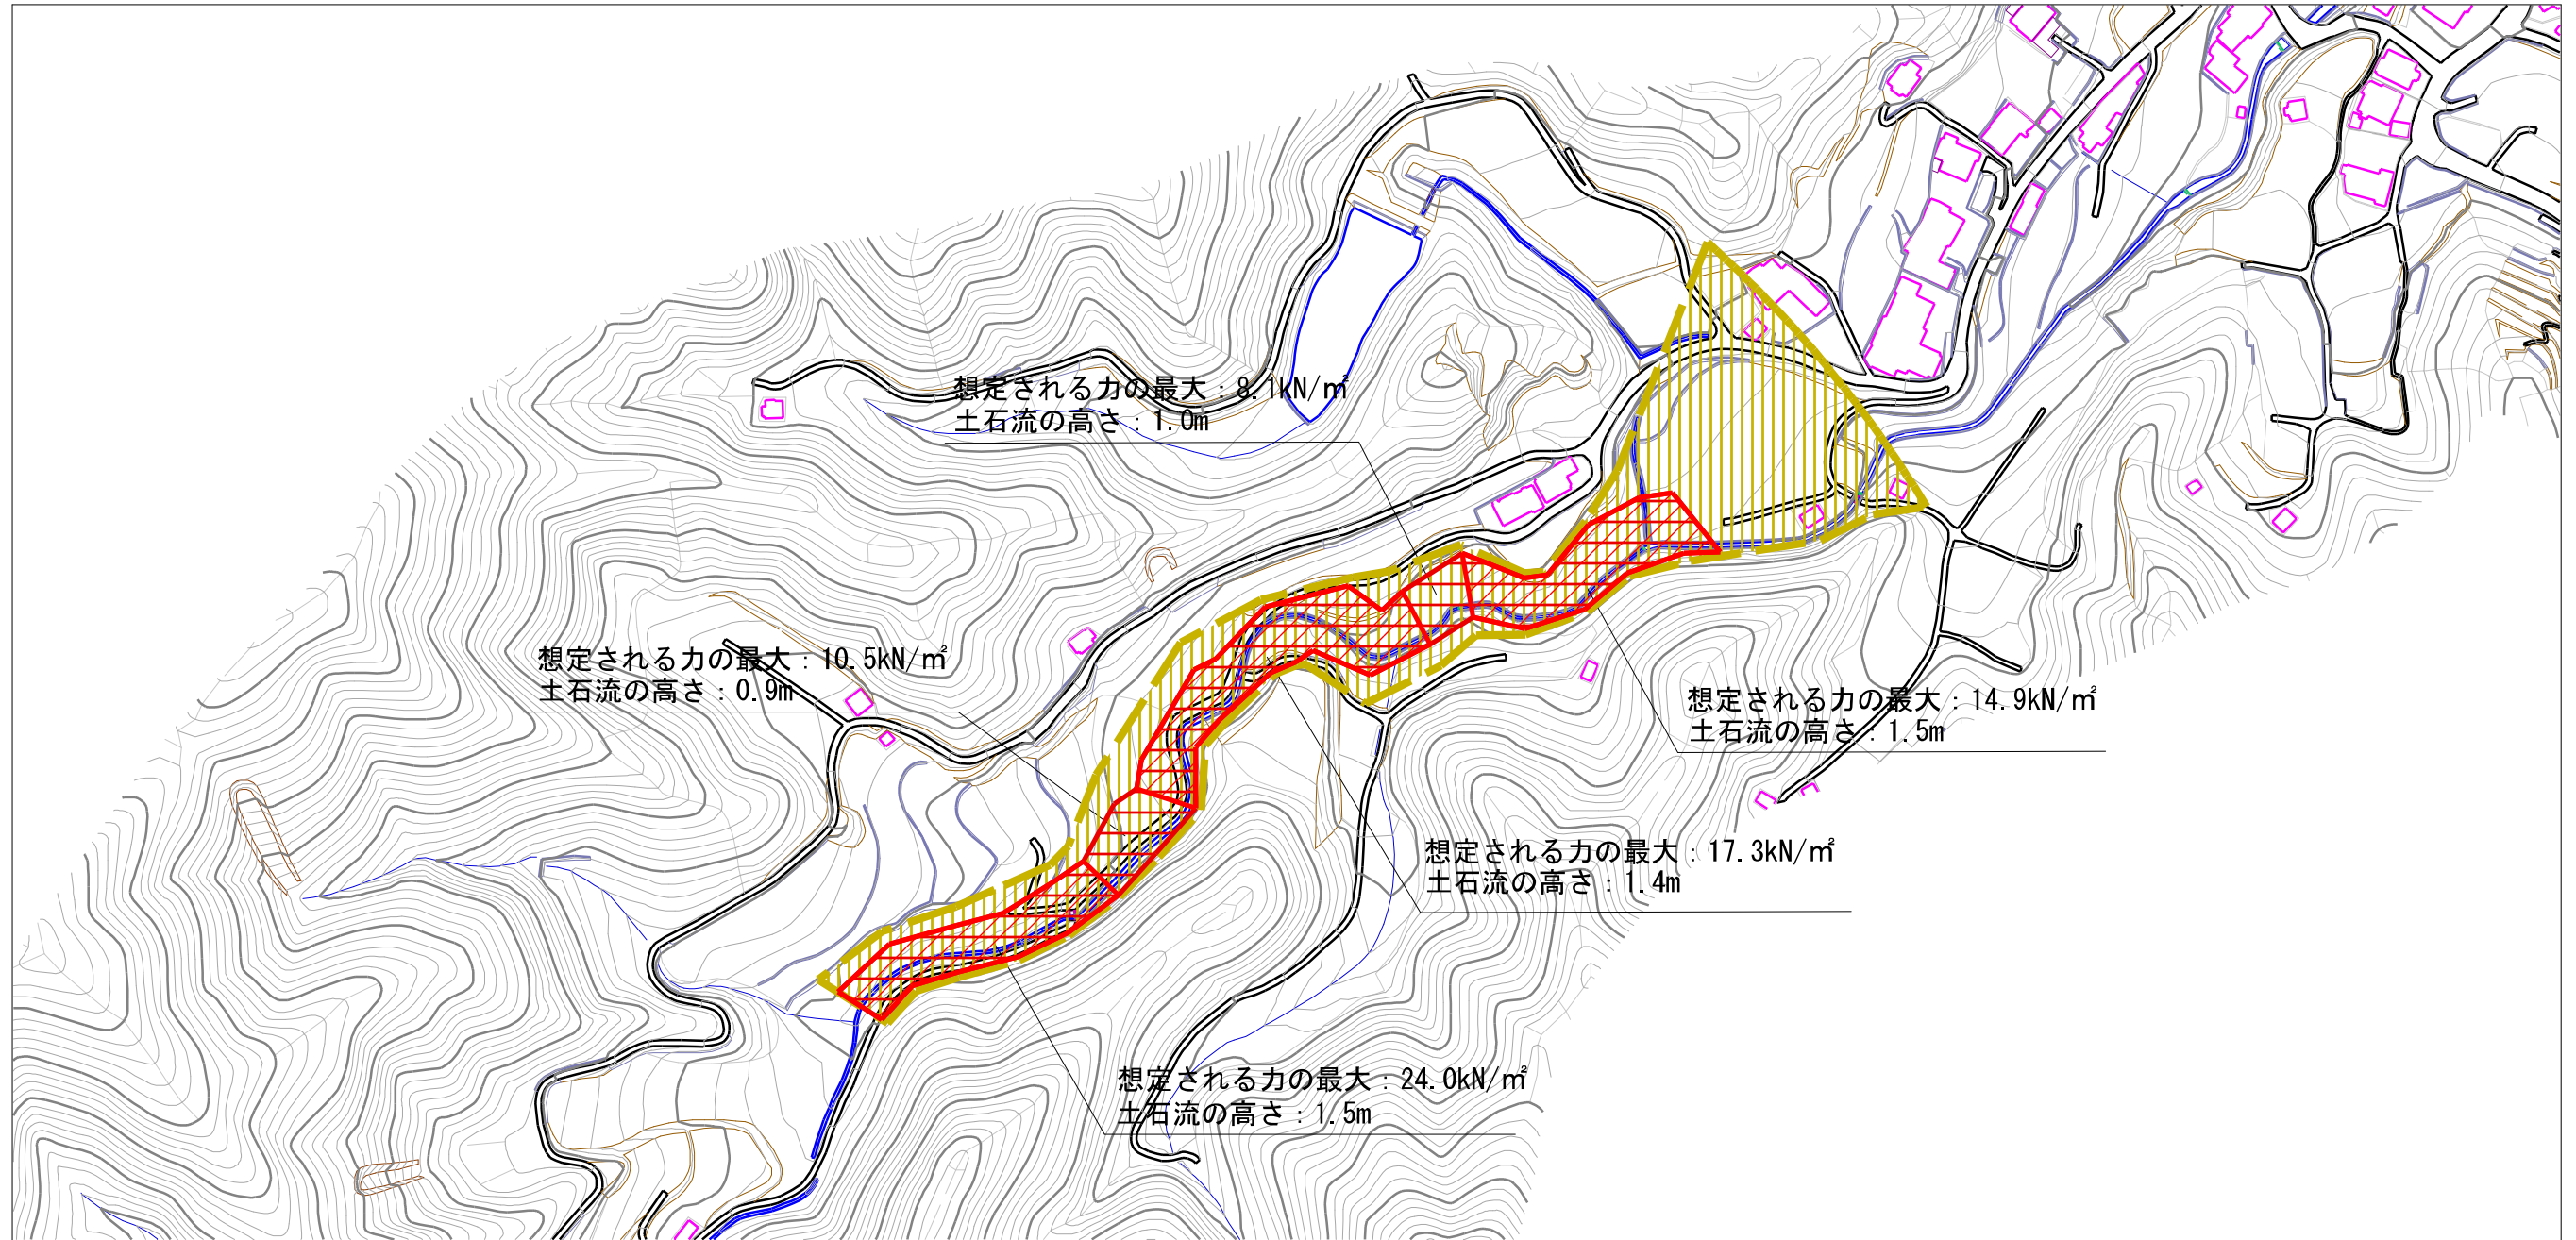 想定される力の最大：8.1kN/㎡
土石流の高さ：1.0m
想定される力の最大：10.5kN/㎡
土石流の高さ：0.9m
想定される力の最大：14.9kN/㎡
土石流の高さ：1.5m
想定される力の最大：17.3kN/㎡
土石流の高さ：1.4m
想定される力の最大：24.0kN/㎡
土石流の高さ：1.5m